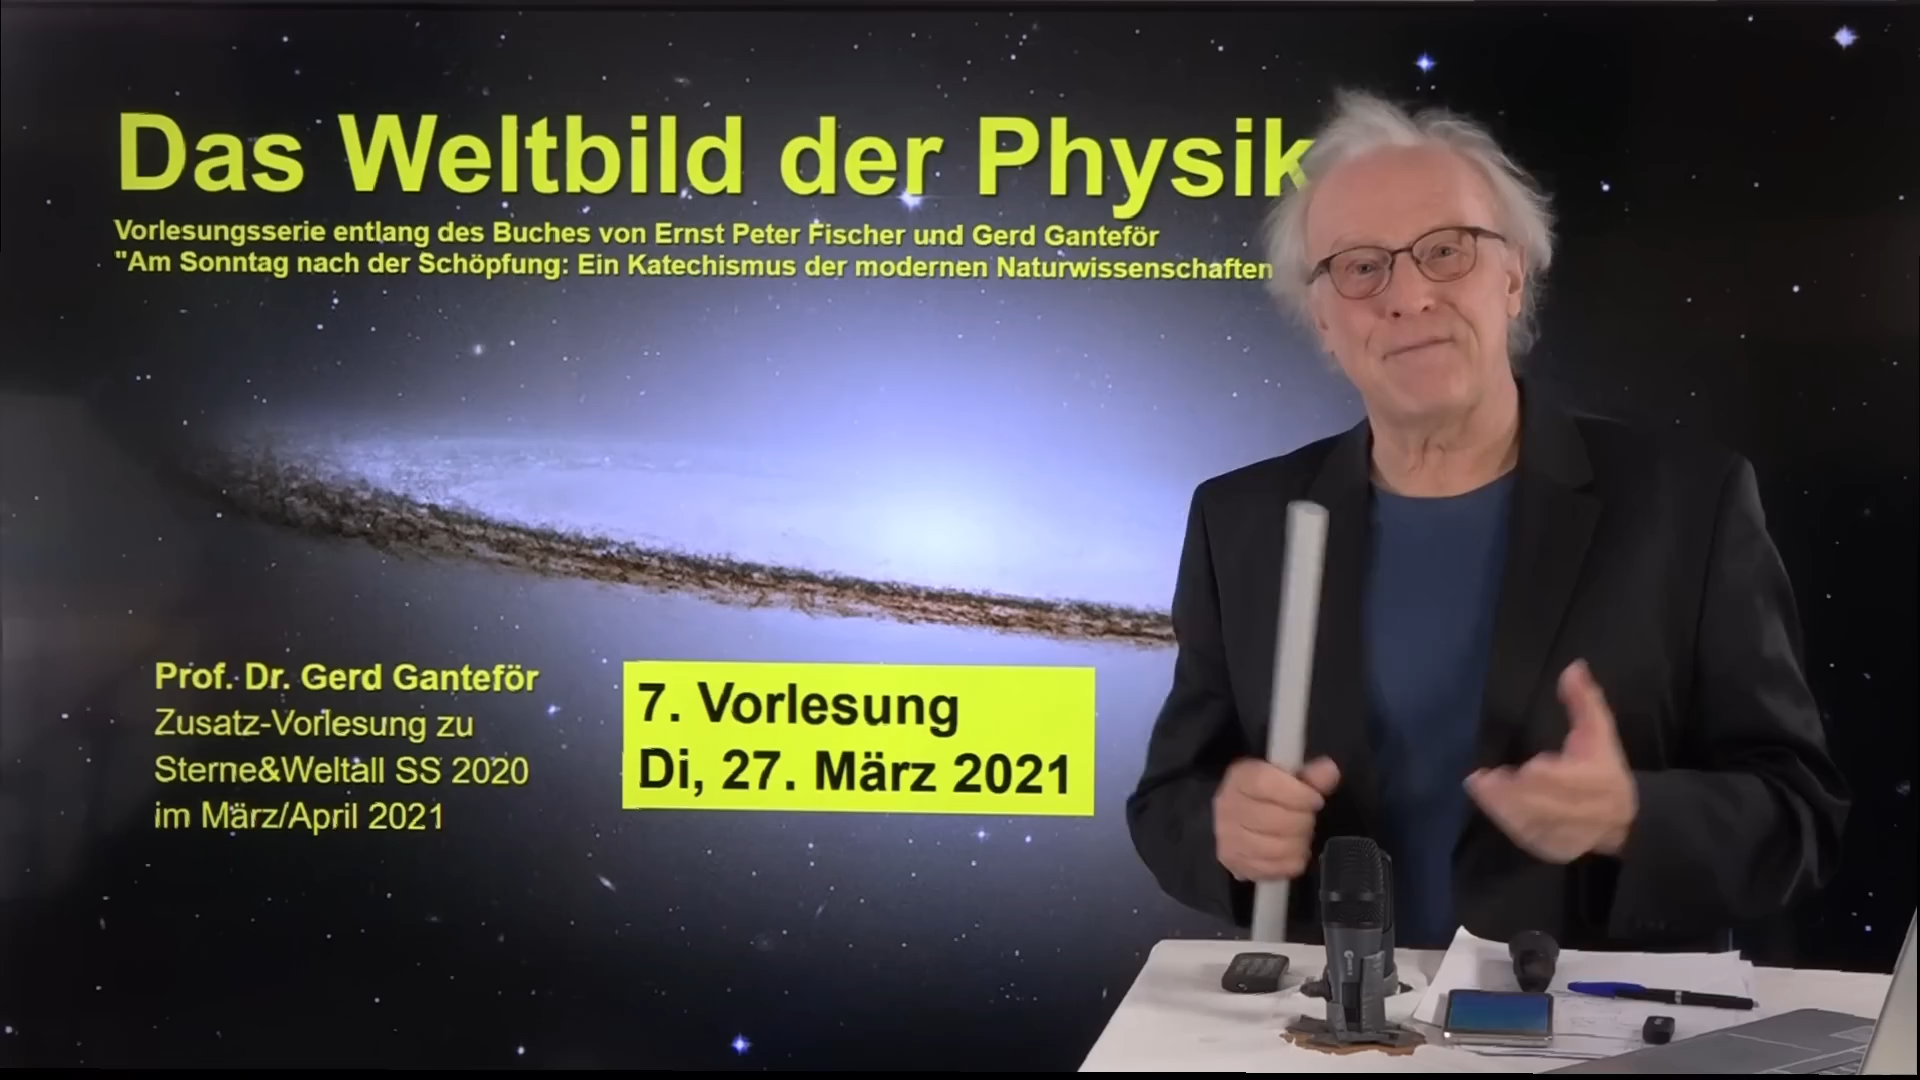 Das Weltbild der Physik
Vorlesungsserie entlang des Buches von Ernst Peter Fischer und Gerd Ganteför
"Am Sonntag nach der Schöpfung: Ein Katechismus der modernen Naturwissenschaften
Prof. Dr. Gerd Ganteför
Zusatz-Vorlesung zu
Sterne&Weltall SS 2020
im März/April 2021
7. Vorlesung
Di, 27. März 2021